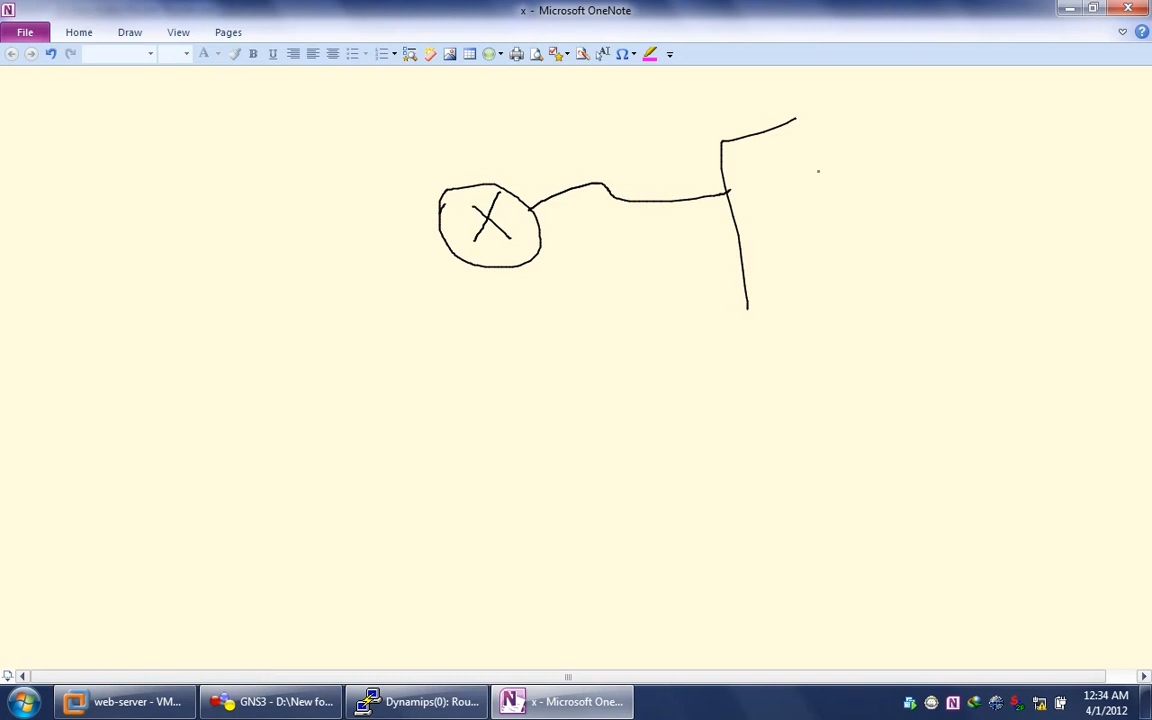 x - Microsoft OneNote
File Home Draw View Pages
X
web-server - VM... GNS3 - D:\New fo... Dynamips(0): Rou... x - Microsoft One...
12:34 AM
4/1/2012